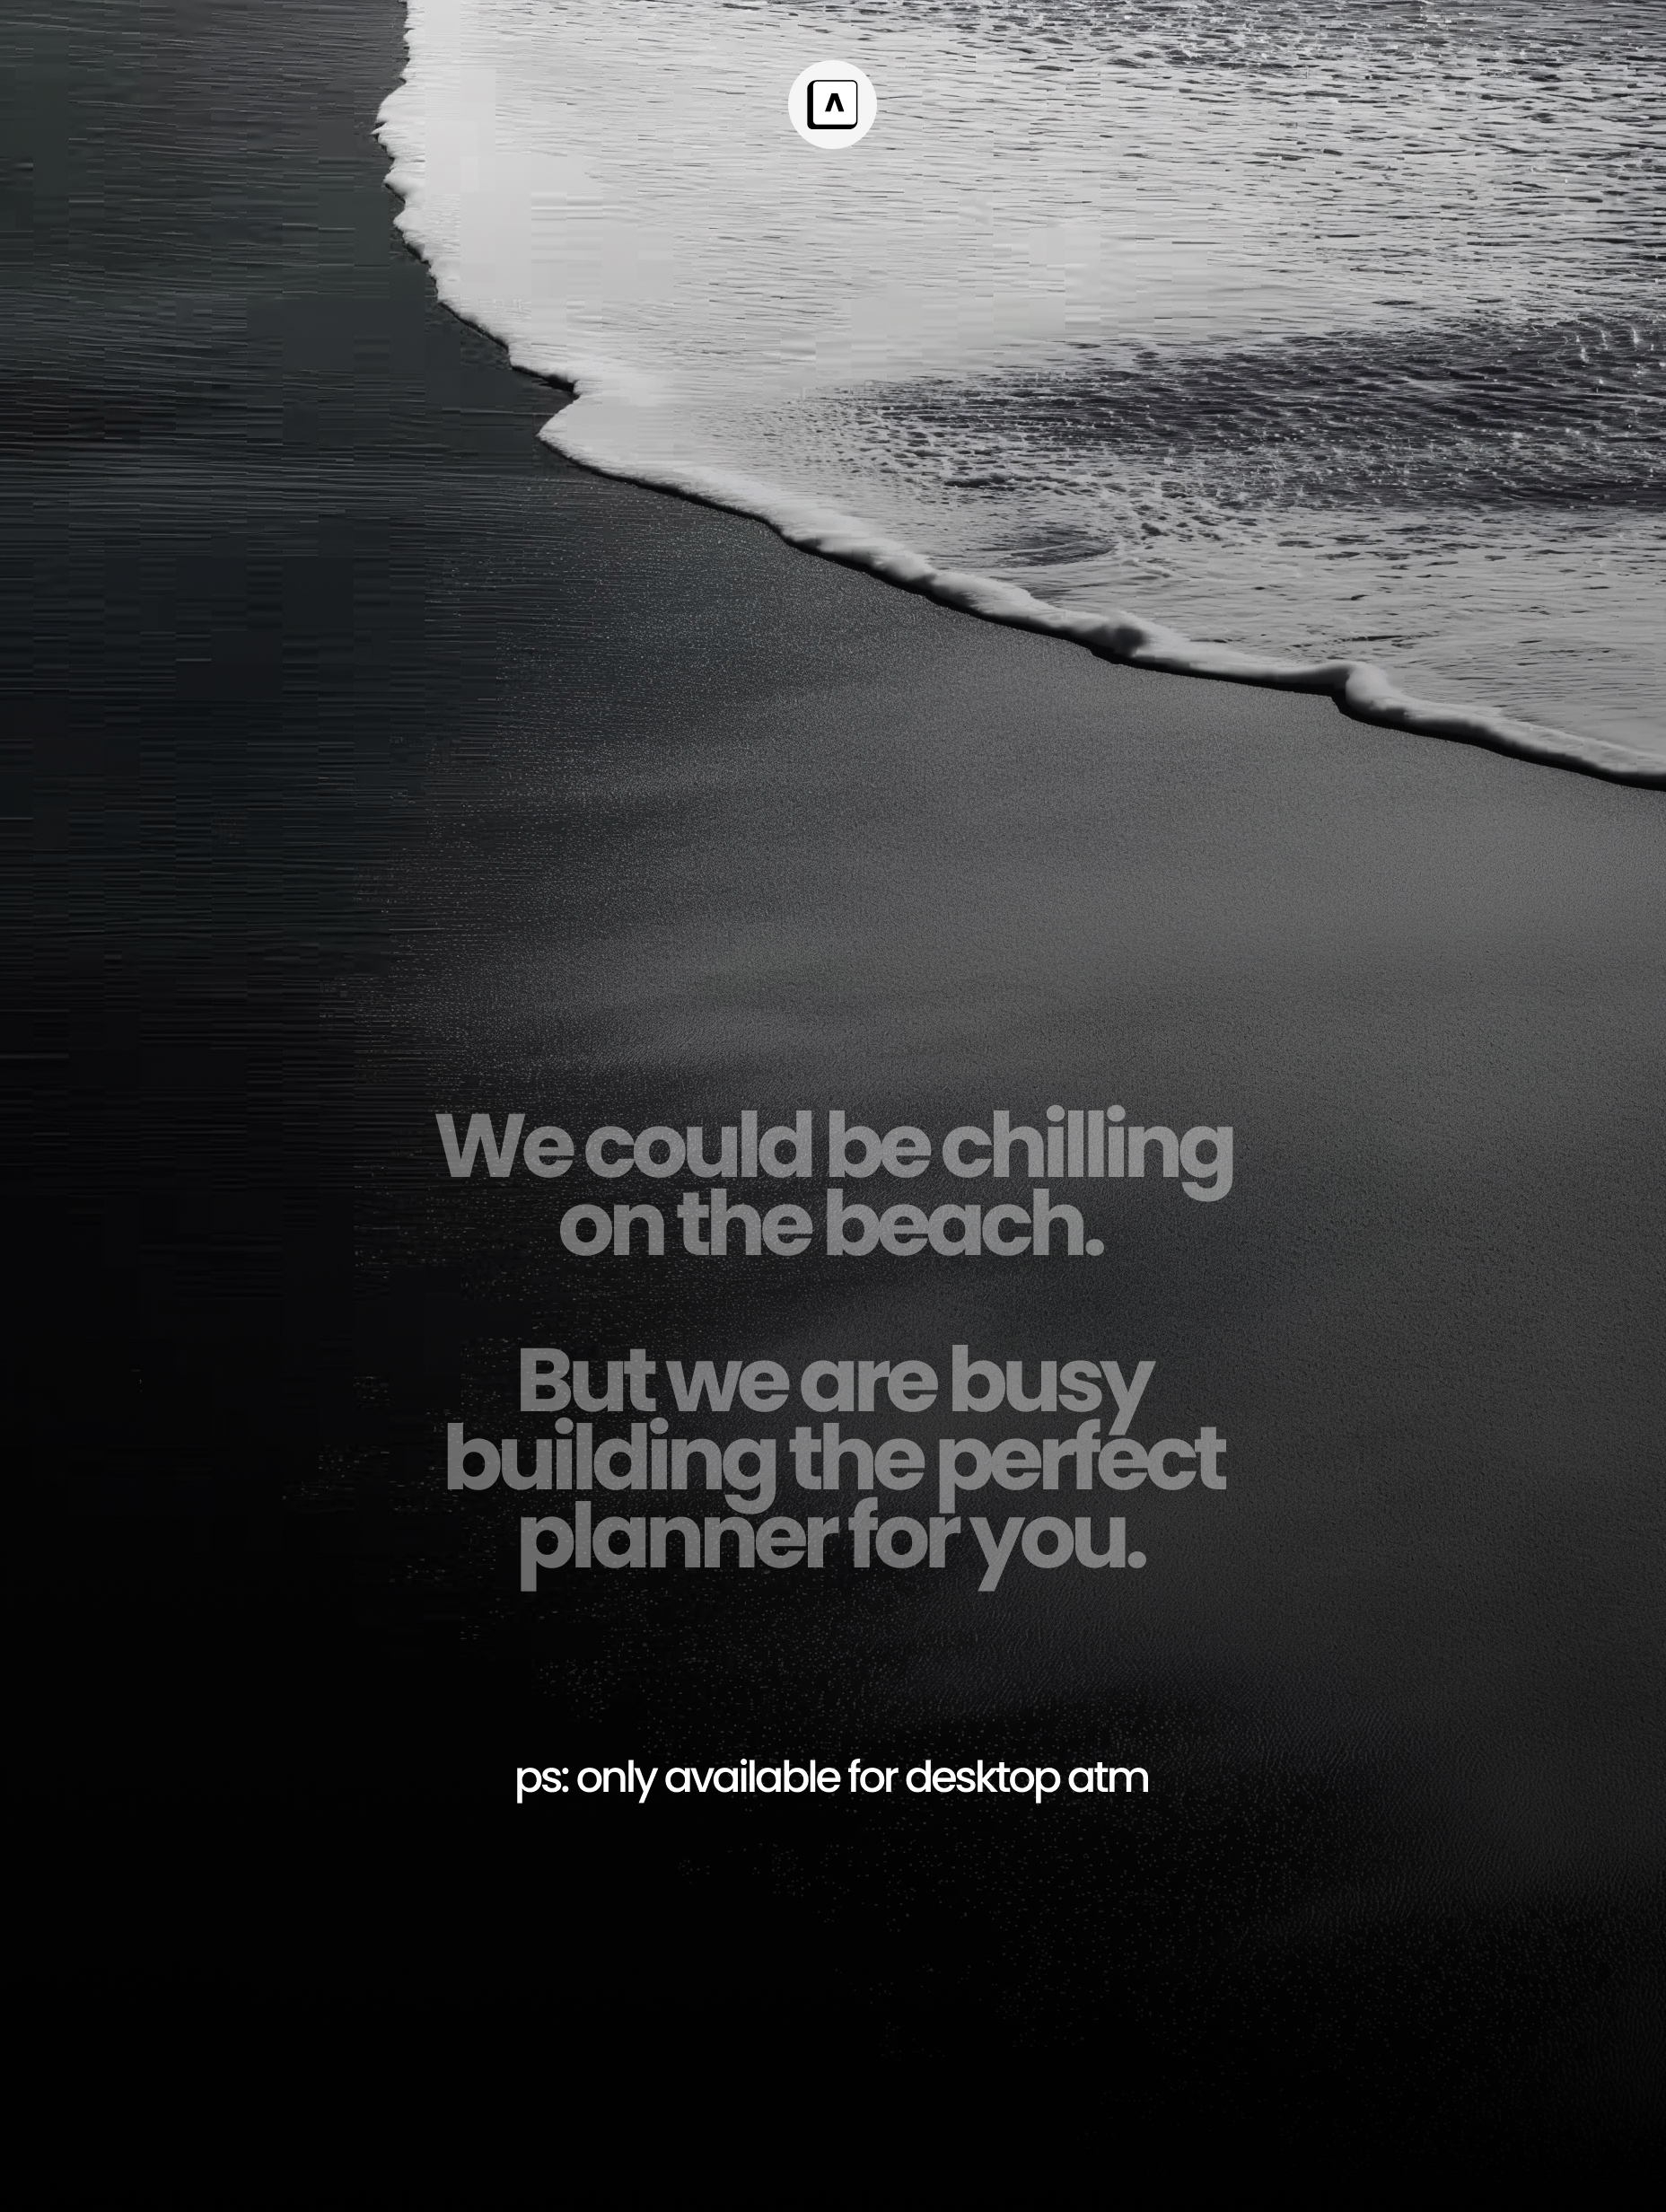 ^
We could be chilling
on the beach.
But we are busy
building the perfect
planner for you.
ps: only available for desktop atm